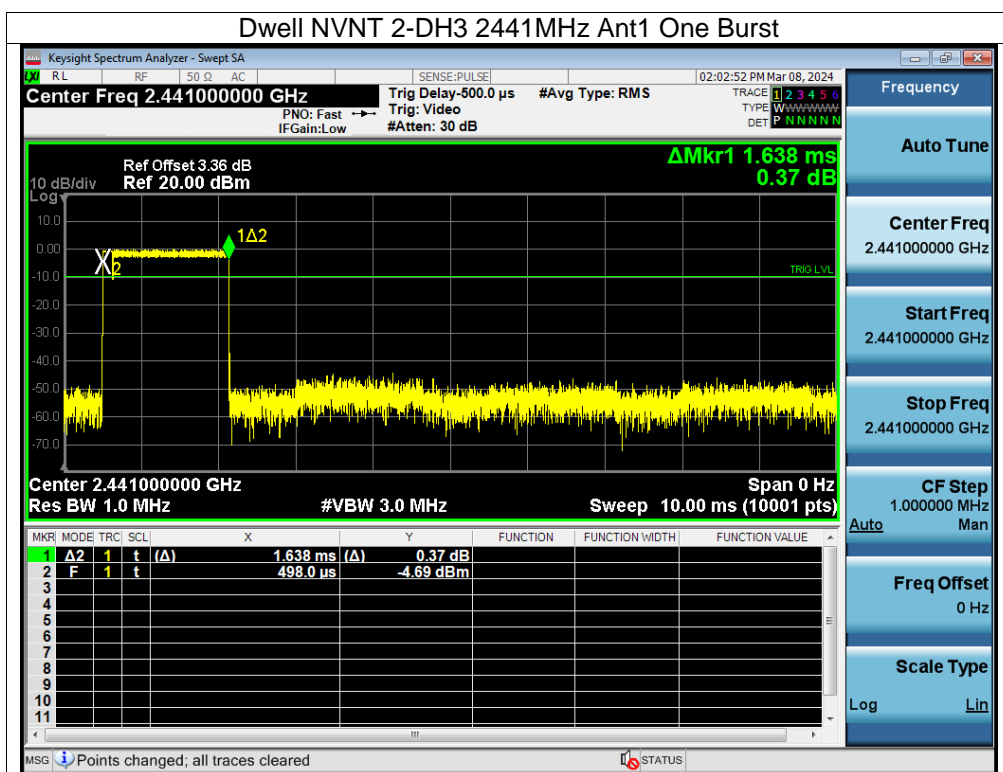 Dwell NVNT 2-DH3 2441MHz Ant1 One Burst
Keysight Spectrum Analyzer - Swept SA
LXI RL RF 50 Ω AC SENSE:PULSE 02:02:52 PM Mar 08, 2024
Center Freq 2.441000000 GHz Trig Delay-500.0 µs #Avg Type: RMS TRACE 1 2 3 4 5 6
PNO: Fast Trig: Video TYPE WWWWWW
IFGain:Low #Atten: 30 dB DET P N N N N N
ΔMkr1 1.638 ms
0.37 dB
Ref Offset 3.36 dB
10 dB/div Ref 20.00 dBm
Log
10.0
0.00
-10.0
-20.0
-30.0
-40.0
-50.0
-60.0
-70.0
1Δ2
2
TRIG LVL
Center 2.441000000 GHz Span 0 Hz
Res BW 1.0 MHz #VBW 3.0 MHz Sweep 10.00 ms (10001 pts)
MKR MODE TRC SCL X Y FUNCTION FUNCTION WIDTH FUNCTION VALUE
1 Δ2 1 t (Δ) 1.638 ms (Δ) 0.37 dB
2 F 1 t 498.0 µs -4.69 dBm
3
4
5
6
7
8
9
10
11
MSG Points changed; all traces cleared STATUS
Frequency
Auto Tune
Center Freq
2.441000000 GHz
Start Freq
2.441000000 GHz
Stop Freq
2.441000000 GHz
CF Step
1.000000 MHz
Auto Man
Freq Offset
0 Hz
Scale Type
Log Lin